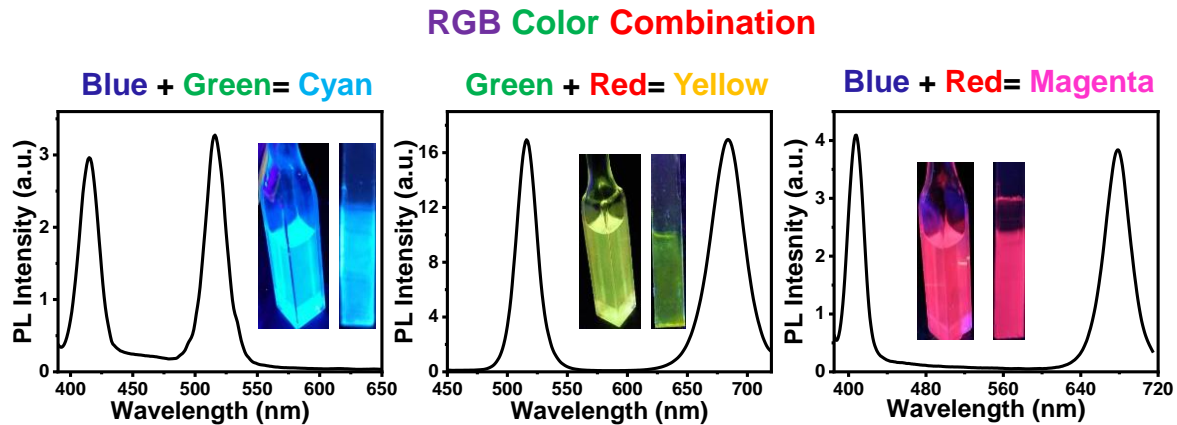 RGB Color Combination
Blue + Green= Cyan
PL Intensity (a.u.)
3
2
1
0
400 450 500 550 600 650
Wavelength (nm)
Green + Red= Yellow
PL Intensity (a.u.)
16
12
8
4
0
450 500 550 600 650 700
Wavelength (nm)
Blue + Red= Magenta
PL Intesnity (a.u.)
4
3
2
1
0
400 480 560 640 720
Wavelength (nm)